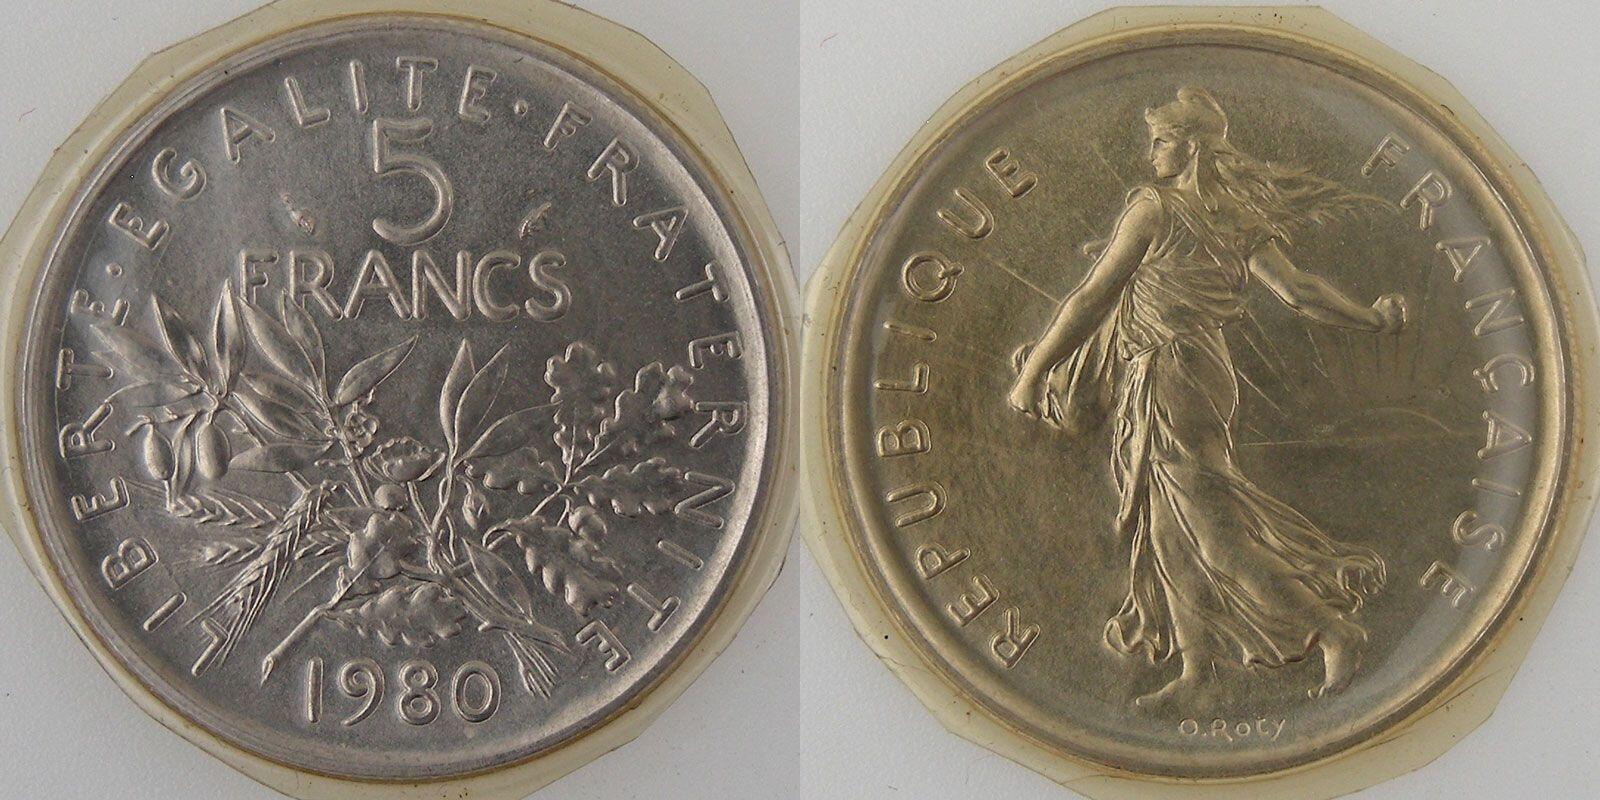 LIBERTE · EGALITE · FRATERNITE
5
FRANCS
1980
REPUBLIQUE FRANÇAISE
O. Roty